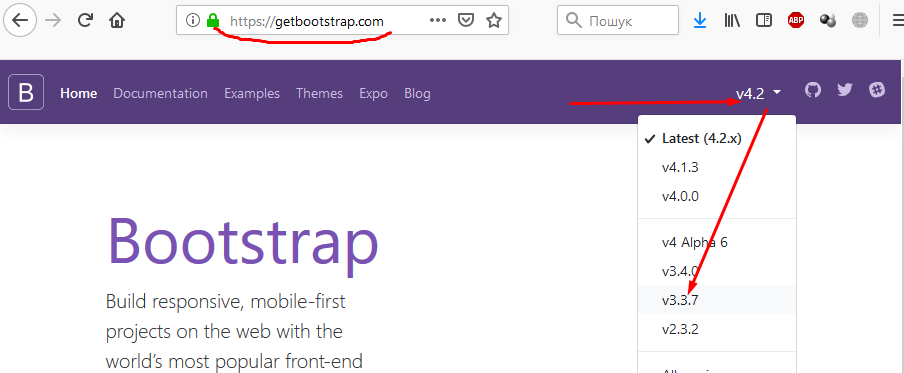 https://getbootstrap.com
Пошук
ABP
B
Home Documentation Examples Themes Expo Blog
v4.2
Latest (4.2.x)
v4.1.3
v4.0.0
v4 Alpha 6
v3.4.0
v3.3.7
v2.3.2
Bootstrap
Build responsive, mobile-first
projects on the web with the
world’s most popular front-end